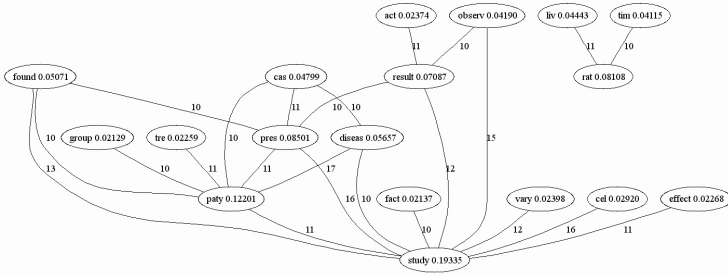 act 0.02374
observ 0.04190
liv 0.04443
tim 0.04115
11
10
11
10
found 0.05071
cas 0.04799
result 0.07087
rat 0.08108
10
11
10
10
group 0.02129
tre 0.02259
pres 0.08501
diseas 0.05657
10
10
15
13
10
11
11
17
12
paty 0.12201
10
16
fact 0.02137
vary 0.02398
cel 0.02920
effect 0.02268
11
10
12
16
11
study 0.19335